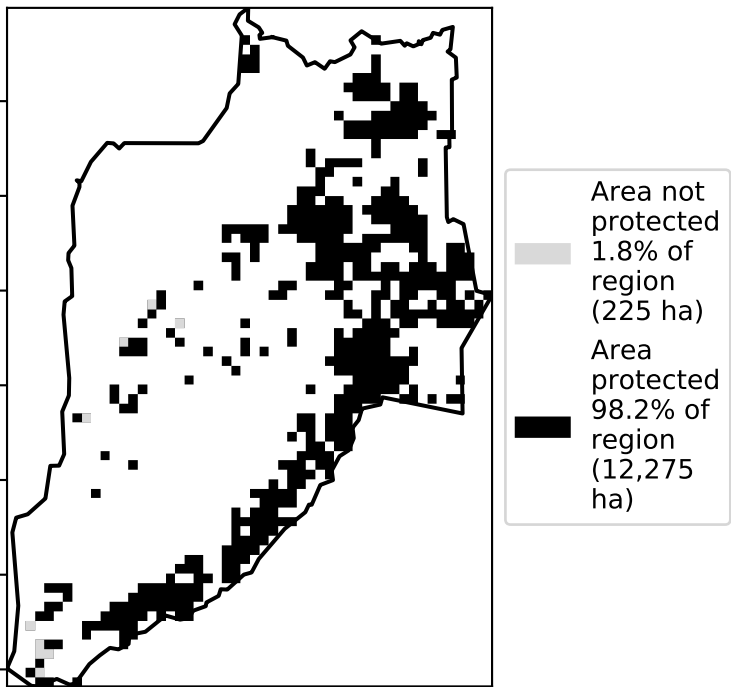 Area not
protected
1.8% of
region
(225 ha)
Area
protected
98.2% of
region
(12,275
ha)